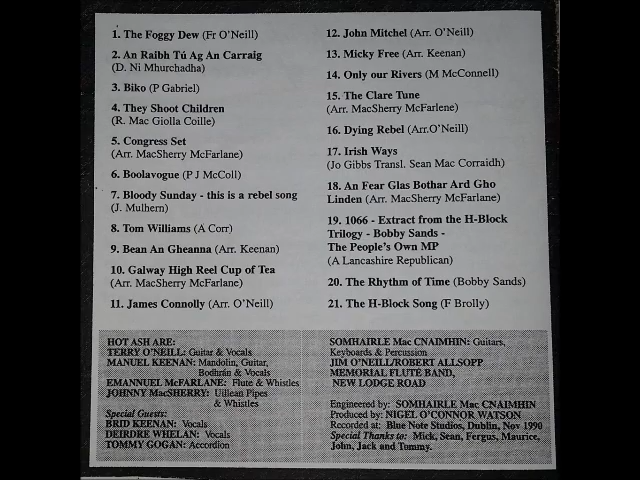 1. The Foggy Dew (Fr O'Neill)
2. An Raibh Tú Ag An Carraig
(D. Ni Mhurchadha)
3. Biko (P Gabriel)
4. They Shoot Children
(R. Mac Giolla Coille)
5. Congress Set
(Arr. MacSherry McFarlane)
6. Boolavogue (P J McColl)
7. Bloody Sunday - this is a rebel song
(J. Mulhern)
8. Tom Williams (A Corr)
9. Bean An Gheanna (Arr. Keenan)
10. Galway High Reel Cup of Tea
(Arr. MacSherry McFarlane)
11. James Connolly (Arr. O'Neill)
12. John Mitchel (Arr. O'Neill)
13. Micky Free (Arr. Keenan)
14. Only our Rivers (M McConnell)
15. The Clare Tune
(Arr. MacSherry McFarlene)
16. Dying Rebel (Arr.O'Neill)
17. Irish Ways
(Jo Gibbs Transl. Sean Mac Corraidh)
18. An Fear Glas Bothar Ard Gho
Linden (Arr. MacSherry McFarlane)
19. 1066 - Extract from the H-Block
Trilogy - Bobby Sands -
The People's Own MP
(A Lancashire Republican)
20. The Rhythm of Time (Bobby Sands)
21. The H-Block Song (F Brolly)
HOT ASH ARE:
TERRY O'NEILL: Guitar & Vocals
MANUEL KEENAN: Mandolin, Guitar,
Bodhrán & Vocals
EMANNUEL McFARLANE: Flute & Whistles
JOHNNY MacSHERRY: Uillean Pipes
& Whistles
Special Guests:
BRID KEENAN: Vocals
DEIRDRE WHELAN: Vocals
TOMMY GOGAN: Accordion
SOMHAIRLE Mac CNAIMHIN: Guitars,
Keyboards & Percussion
JIM O'NEILL/ROBERT ALLSOPP
MEMORIAL FLUTE BAND,
NEW LODGE ROAD
Engineered by: SOMHAIRLE Mac CNAIMHIN
Produced by: NIGEL O'CONNOR WATSON
Recorded at: Blue Note Studios, Dublin, Nov 1990
Special Thanks to: Mick, Sean, Fergus, Maurice,
John, Jack and Tommy.